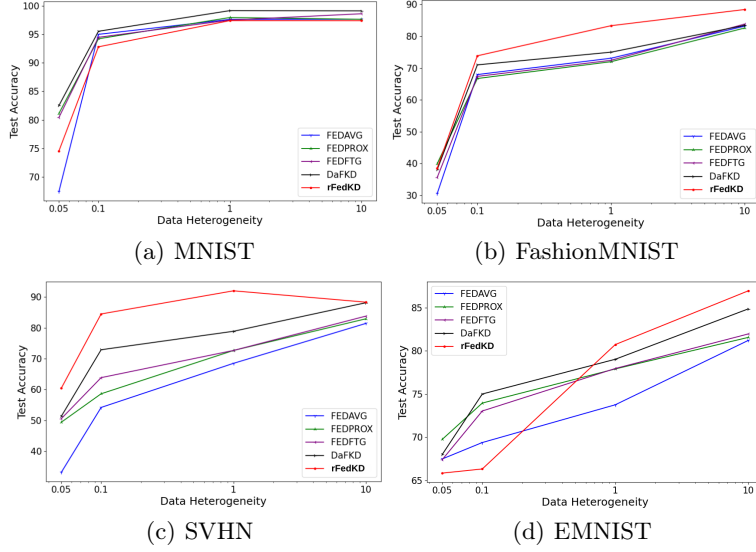 100
95
90
85
80
75
70
Test Accuracy
0.05 0.1 1 10
Data Heterogeneity
FEDAVG
FEDPROX
FEDFTG
DaFKD
rFedKD
(a) MNIST
90
80
70
60
50
40
30
Test Accuracy
0.05 0.1 1 10
Data Heterogeneity
FEDAVG
FEDPROX
FEDFTG
DaFKD
rFedKD
(b) FashionMNIST
90
80
70
60
50
40
Test Accuracy
0.05 0.1 1 10
Data Heterogeneity
FEDAVG
FEDPROX
FEDFTG
DaFKD
rFedKD
(c) SVHN
85
80
75
70
65
Test Accuracy
0.05 0.1 1 10
Data Heterogeneity
FEDAVG
FEDPROX
FEDFTG
DaFKD
rFedKD
(d) EMNIST